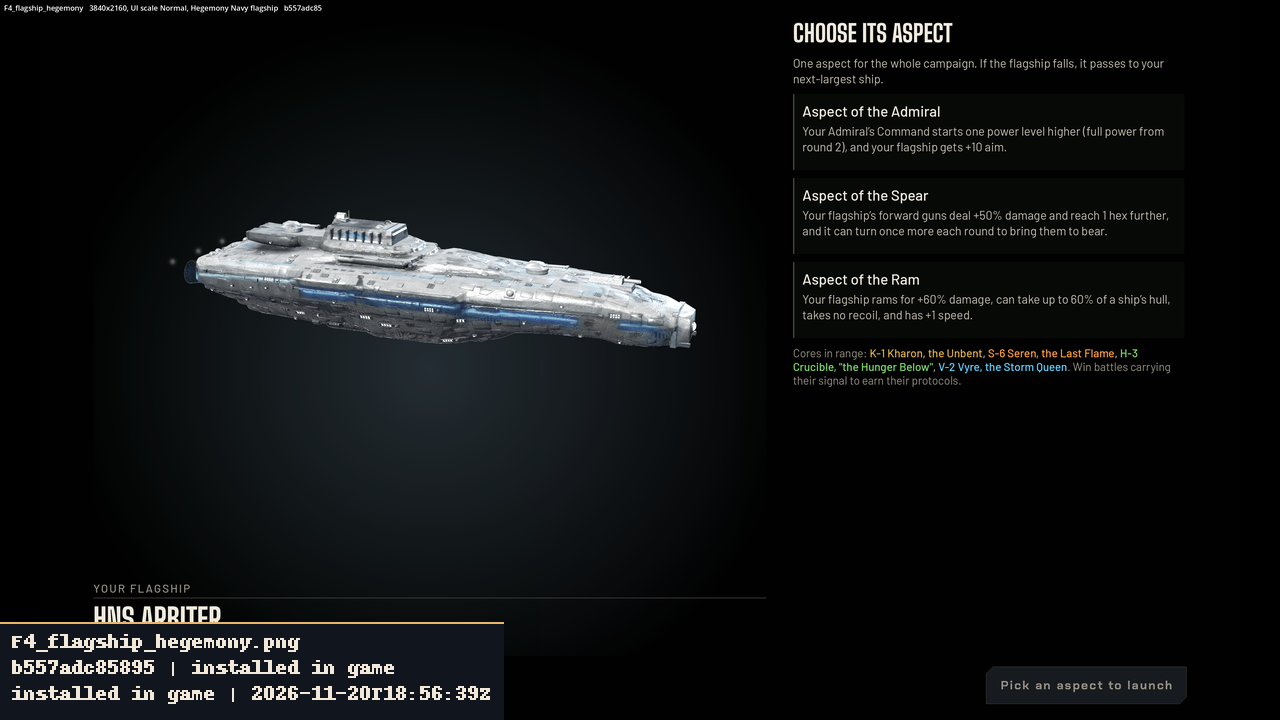 F4_flagship_hegemony 3840x2160, UI scale Normal, Hegemony Navy flagship b557adc85
CHOOSE ITS ASPECT
One aspect for the whole campaign. If the flagship falls, it passes to your
next-largest ship.
Aspect of the Admiral
Your Admiral's Command starts one power level higher (full power from
round 2), and your flagship gets +10 aim.
Aspect of the Spear
Your flagship's forward guns deal +50% damage and reach 1 hex further,
and it can turn once more each round to bring them to bear.
Aspect of the Ram
Your flagship rams for +60% damage, can take up to 60% of a ship's hull,
takes no recoil, and has +1 speed.
Cores in range: K-1 Kharon, the Unbent, S-6 Seren, the Last Flame, H-3
Crucible, "the Hunger Below", V-2 Vyre, the Storm Queen. Win battles carrying
their signal to earn their protocols.
YOUR FLAGSHIP
HNS ARBITER
F4_flagship_hegemony.png
b557adc85895 | installed in game
installed in game | 2026-11-20T18:56:39Z
Pick an aspect to launch